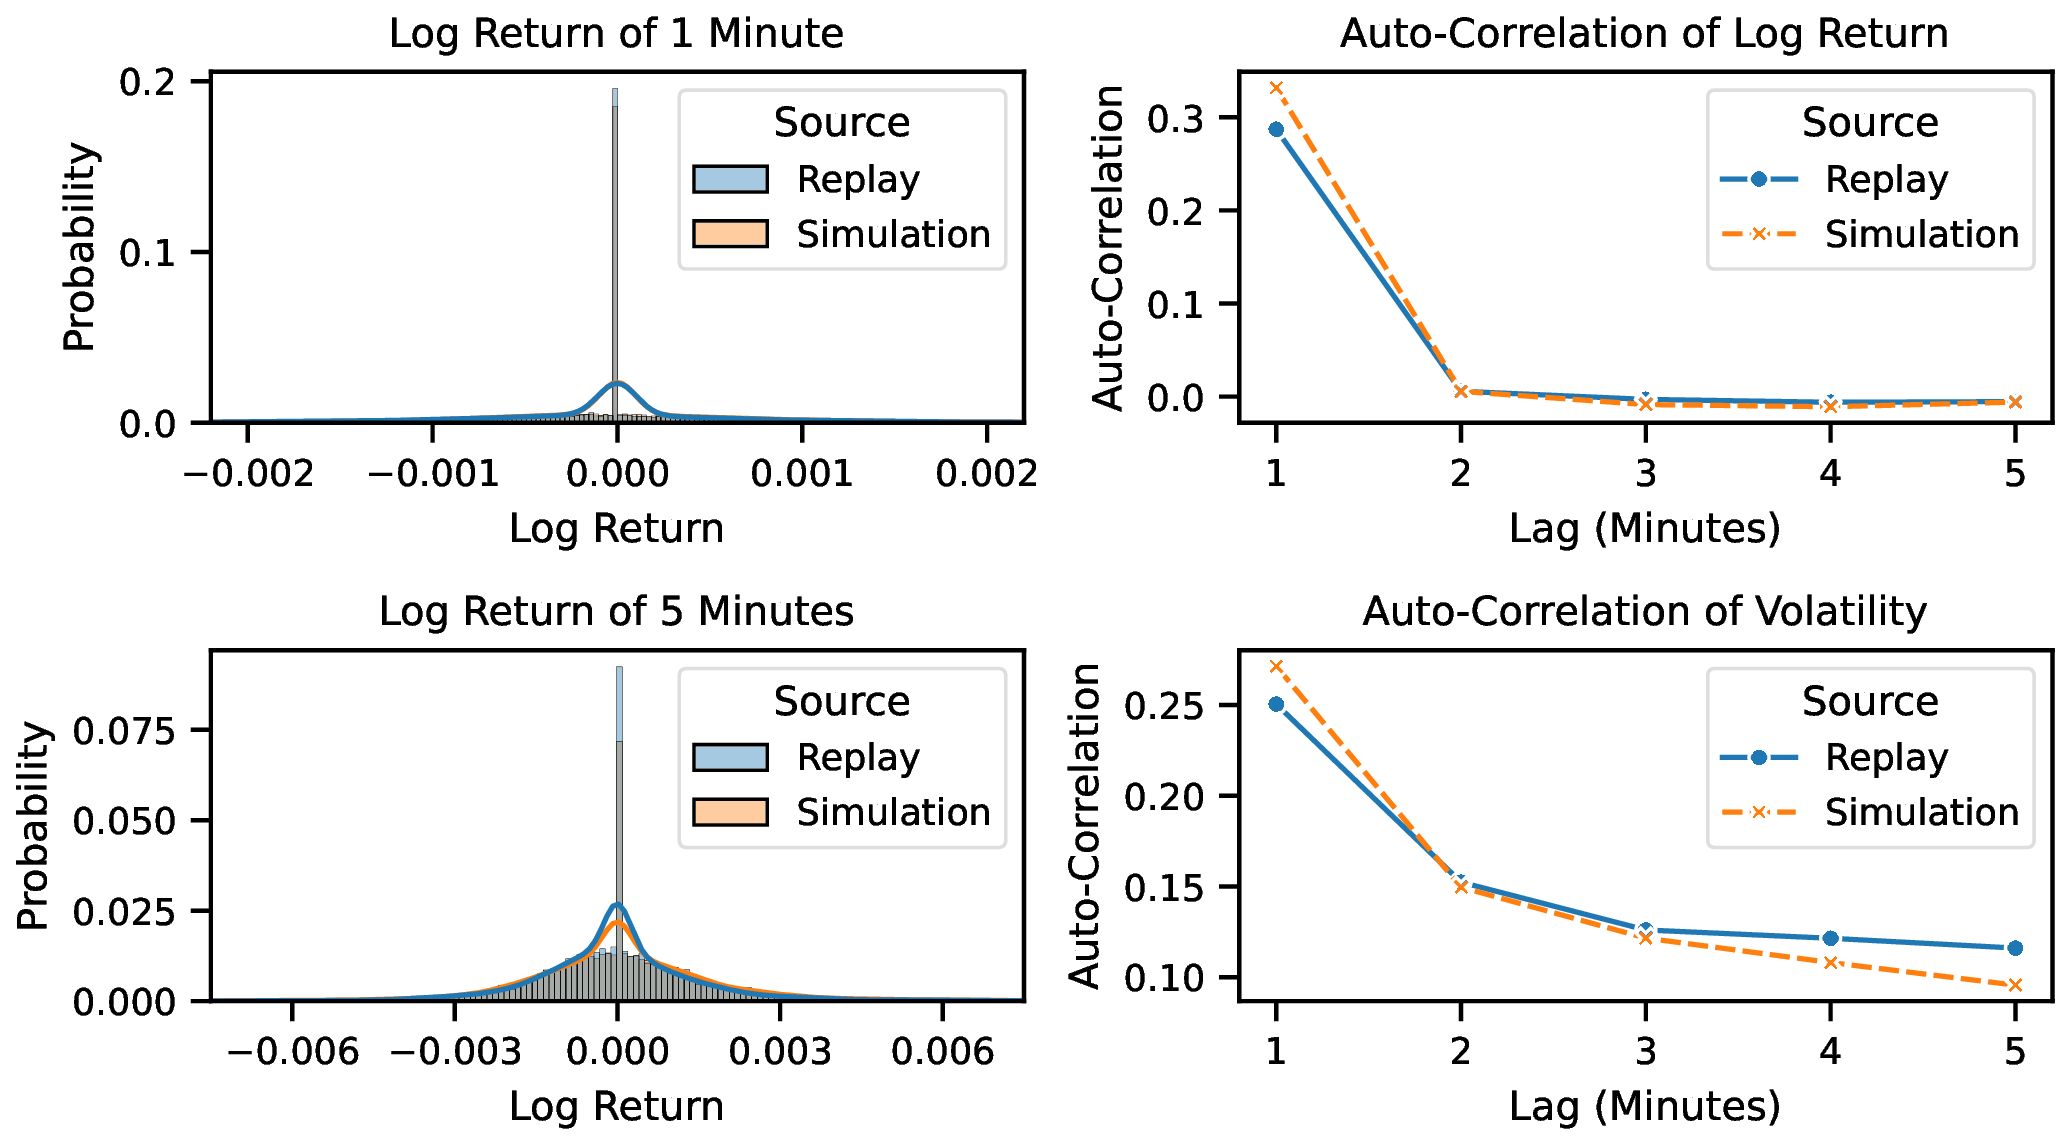 Log Return of 1 Minute
Probability
0.2
0.1
0.0
Source
Replay
Simulation
−0.002 −0.001 0.000 0.001 0.002
Log Return
Auto-Correlation of Log Return
Auto-Correlation
0.3
0.2
0.1
0.0
Source
Replay
Simulation
1 2 3 4 5
Lag (Minutes)
Log Return of 5 Minutes
Probability
0.075
0.050
0.025
0.000
Source
Replay
Simulation
−0.006 −0.003 0.000 0.003 0.006
Log Return
Auto-Correlation of Volatility
Auto-Correlation
0.25
0.20
0.15
0.10
Source
Replay
Simulation
1 2 3 4 5
Lag (Minutes)